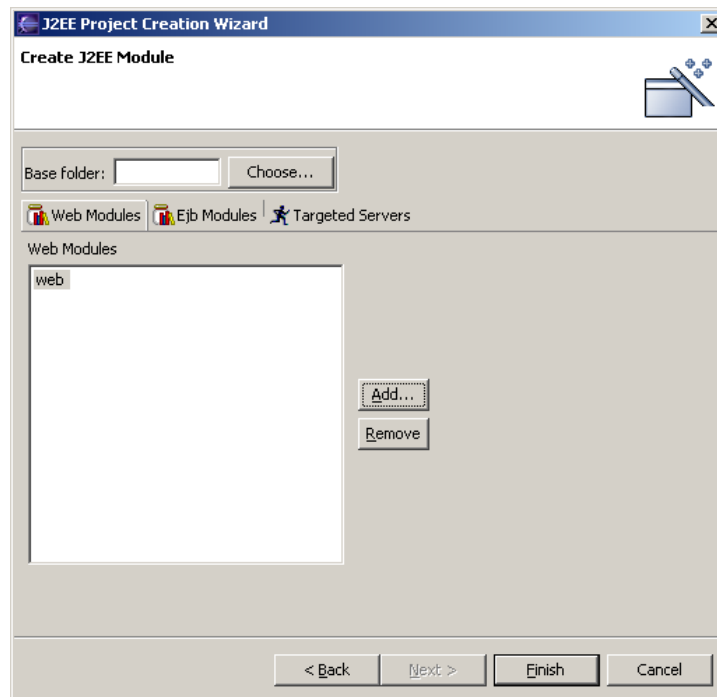 J2EE Project Creation Wizard
Create J2EE Module
Base folder: Choose...
Web Modules Ejb Modules Targeted Servers
Web Modules
web
Add...
Remove
< Back Next > Finish Cancel